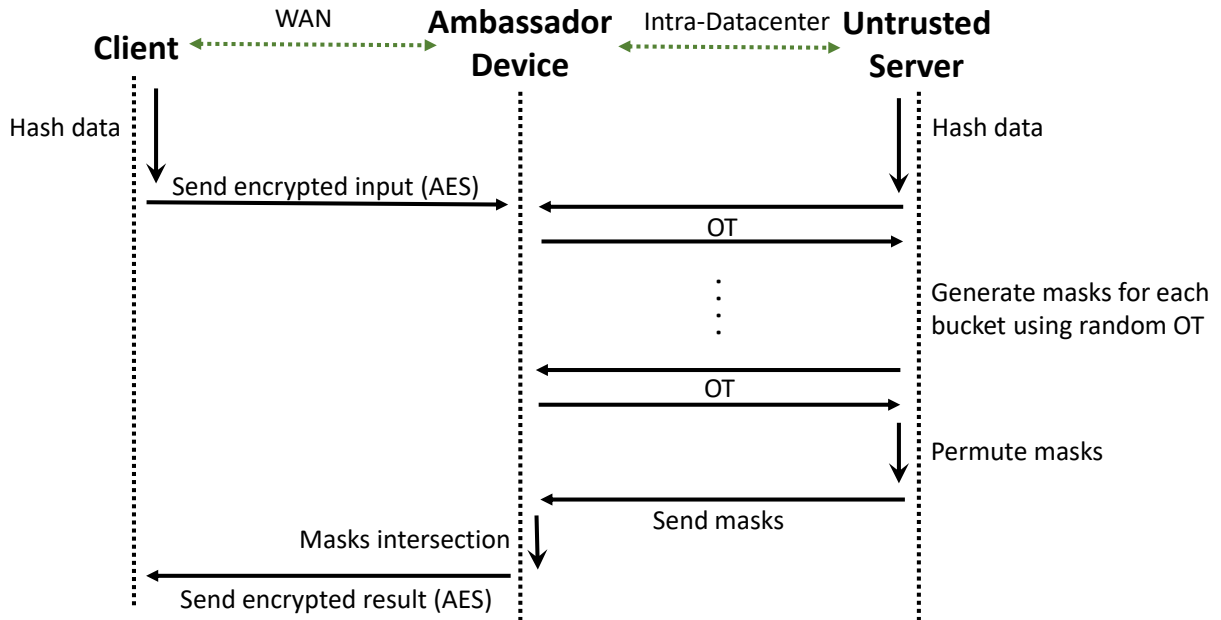 WAN
Client
Ambassador
Device
Intra-Datacenter
Untrusted
Server
Hash data
Hash data
Send encrypted input (AES)
OT
Generate masks for each
bucket using random OT
OT
Permute masks
Send masks
Masks intersection
Send encrypted result (AES)